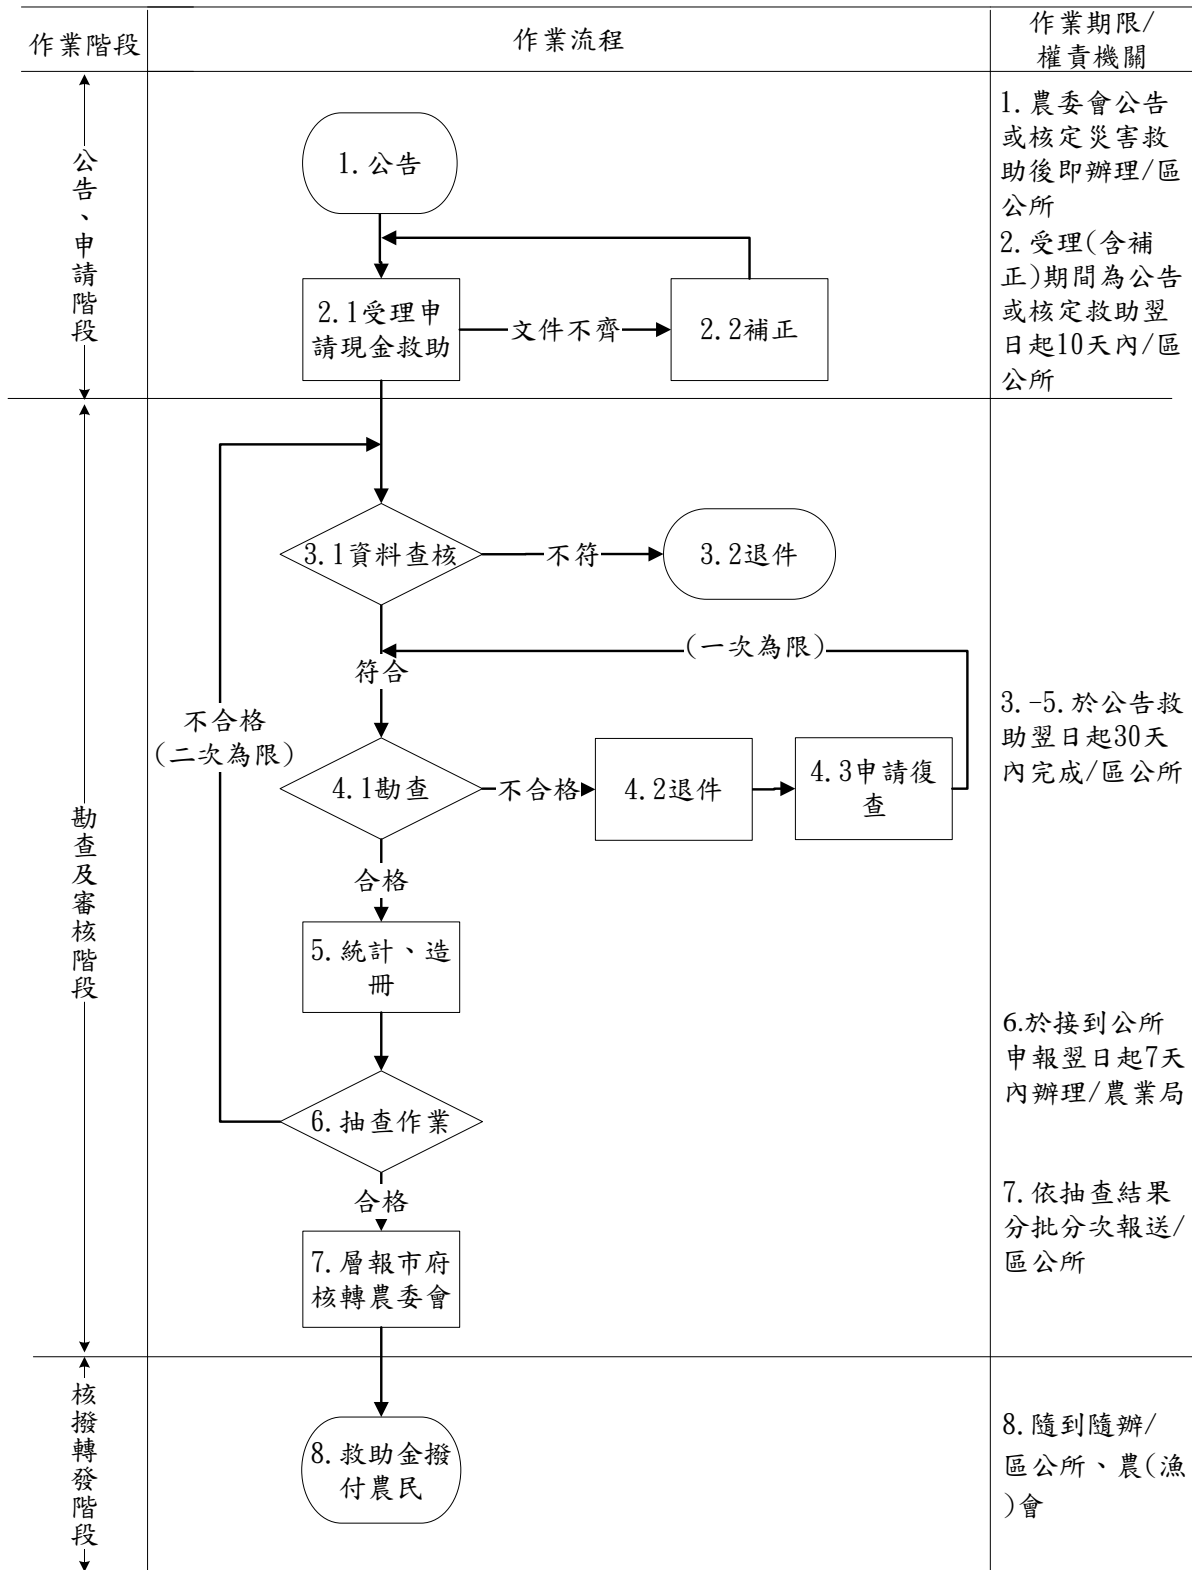 作業階段
作業流程
作業期限/
權責機關
公告、申請階段
1.公告
2.1受理申
請現金救助
文件不齊
2.2補正
1.農委會公告
或核定災害救
助後即辦理/區
公所
2.受理(含補
正)期間為公告
或核定救助翌
日起10天內/區
公所
勘查及審核階段
3.1資料查核
不符
3.2退件
(一次為限)
符合
不合格
(二次為限)
4.1勘查
不合格
4.2退件
4.3申請復
查
合格
5.統計、造
冊
6.抽查作業
合格
7.層報市府
核轉農委會
3.-5.於公告救
助翌日起30天
內完成/區公所
6.於接到公所
申報翌日起7天
內辦理/農業局
7.依抽查結果
分批分次報送/
區公所
核撥轉發階段
8.救助金撥
付農民
8.隨到隨辦/
區公所、農(漁
)會